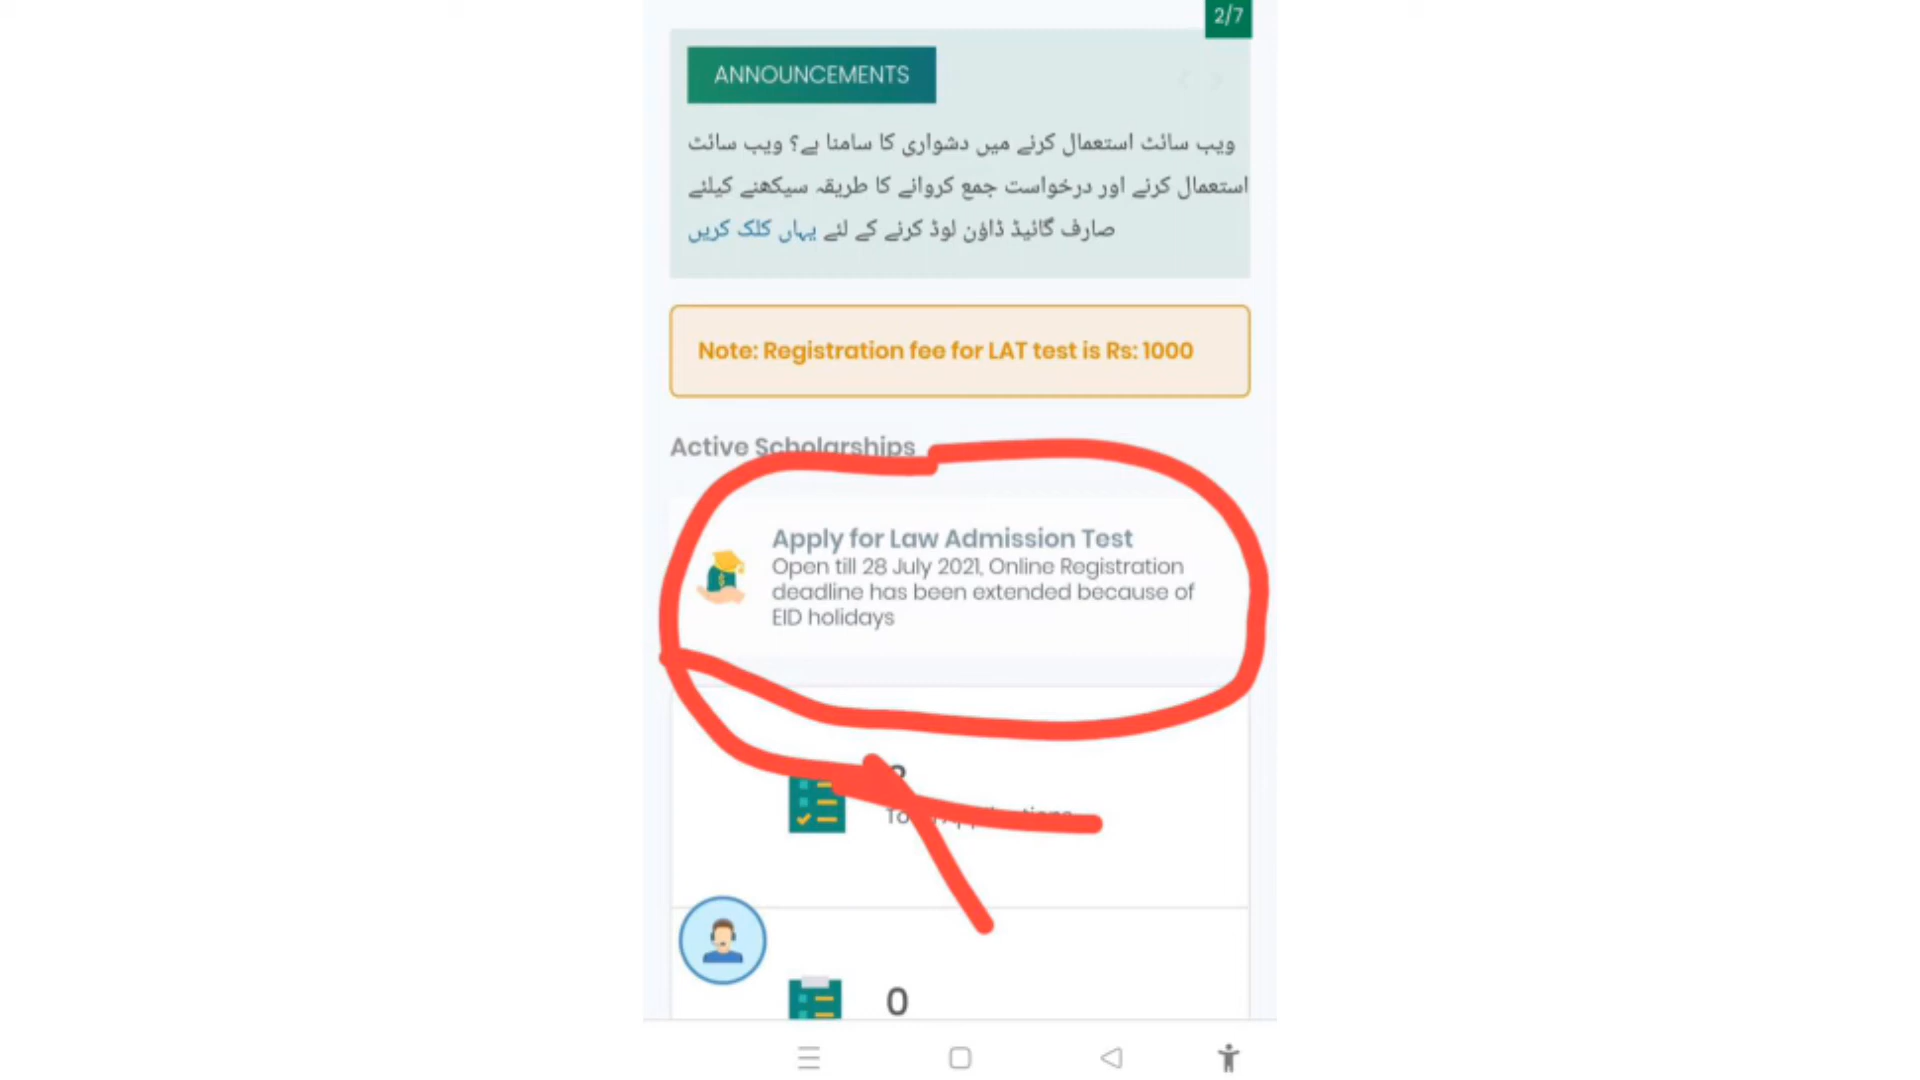 2/7
ANNOUNCEMENTS
ویب سائٹ استعمال کرنے میں دشواری کا سامنا ہے؟ ویب سائٹ
استعمال کرنے اور درخواست جمع کروانے کا طریقہ سیکھنے کیلئے
صارف گائیڈ ڈاؤن لوڈ کرنے کے لئے یہاں کلک کریں
Note: Registration fee for LAT test is Rs: 1000
Active Scholarships
Apply for Law Admission Test
Open till 28 July 2021, Online Registration
deadline has been extended because of
EID holidays
0